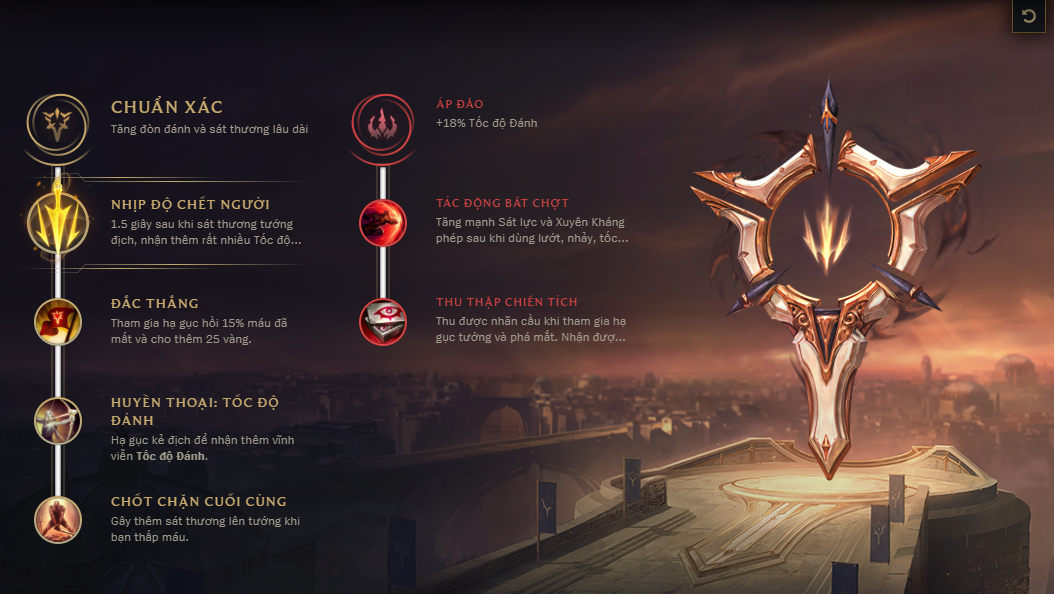 CHUẨN XÁC
Tăng đòn đánh và sát thương lâu dài
NHỊP ĐỘ CHẾT NGƯỜI
1.5 giây sau khi sát thương tướng
địch, nhận thêm rất nhiều Tốc độ...
ĐẮC THẮNG
Tham gia hạ gục hồi 15% máu đã
mất và cho thêm 25 vàng.
HUYỀN THOẠI: TỐC ĐỘ
ĐÁNH
Hạ gục kẻ địch để nhận thêm vĩnh
viễn Tốc độ Đánh.
CHỐT CHẶN CUỐI CÙNG
Gây thêm sát thương lên tướng khi
bạn thấp máu.
ÁP ĐẢO
+18% Tốc độ Đánh
TÁC ĐỘNG BẤT CHỢT
Tăng mạnh Sát lực và Xuyên Kháng
phép sau khi dùng lướt, nhảy, tốc...
THU THẬP CHIẾN TÍCH
Thu được nhãn cầu khi tham gia hạ
gục tướng và phá mắt. Nhận đượ...